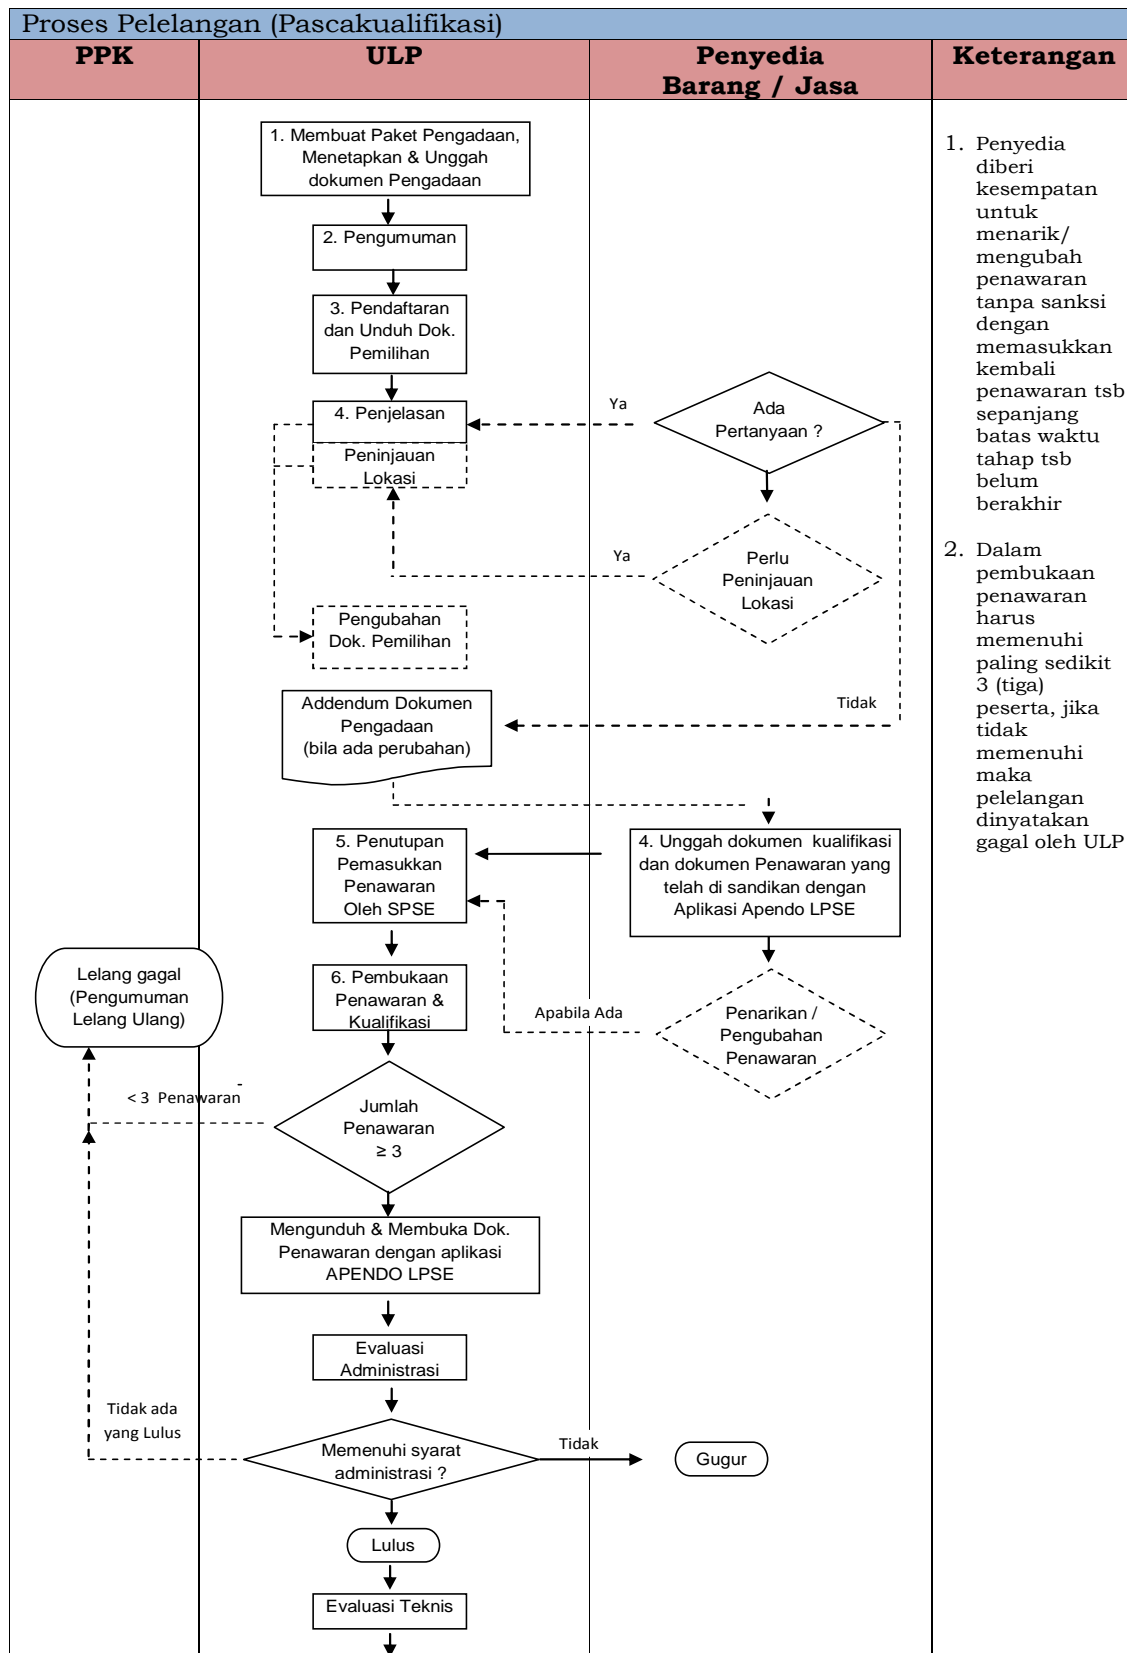 Proses Pelelangan (Pascakualifikasi)
PPK
ULP
Penyedia
Barang / Jasa
Keterangan
1. Membuat Paket Pengadaan,
Menetapkan & Unggah
dokumen Pengadaan
2. Pengumuman
3. Pendaftaran
dan Unduh Dok.
Pemilihan
4. Penjelasan
Peninjauan
Lokasi
Ya
Ada
Pertanyaan ?
Ya
Perlu
Peninjauan
Lokasi
Pengubahan
Dok. Pemilihan
Tidak
Addendum Dokumen
Pengadaan
(bila ada perubahan)
5. Penutupan
Pemasukkan
Penawaran
Oleh SPSE
4. Unggah dokumen kualifikasi
dan dokumen Penawaran yang
telah di sandikan dengan
Aplikasi Apendo LPSE
Lelang gagal
(Pengumuman
Lelang Ulang)
6. Pembukaan
Penawaran &
Kualifikasi
Apabila Ada
Penarikan /
Pengubahan
Penawaran
< 3 Penawaran
-
Jumlah
Penawaran
≥ 3
Mengunduh & Membuka Dok.
Penawaran dengan aplikasi
APENDO LPSE
Evaluasi
Administrasi
Tidak ada
yang Lulus
Memenuhi syarat
administrasi ?
Tidak
Gugur
Lulus
Evaluasi Teknis
1. Penyedia
diberi
kesempatan
untuk
menarik/
mengubah
penawaran
tanpa sanksi
dengan
memasukkan
kembali
penawaran tsb
sepanjang
batas waktu
tahap tsb
belum
berakhir
2. Dalam
pembukaan
penawaran
harus
memenuhi
paling sedikit
3 (tiga)
peserta, jika
tidak
memenuhi
maka
pelelangan
dinyatakan
gagal oleh ULP